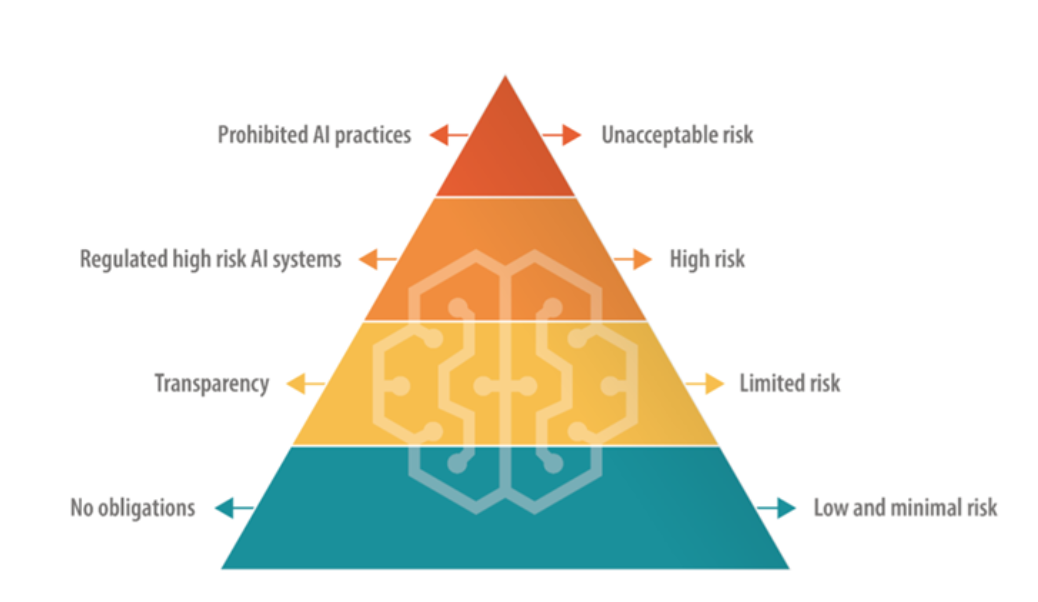 Prohibited AI practices
Unacceptable risk
Regulated high risk AI systems
High risk
Transparency
Limited risk
No obligations
Low and minimal risk